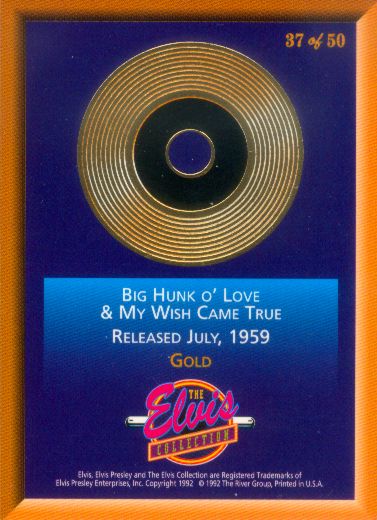 37 of 50
Big Hunk o' Love
& My Wish Came True
Released July, 1959
Gold
THE
Elvis
COLLECTION
Elvis, Elvis Presley and The Elvis Collection are Registered Trademarks of
Elvis Presley Enterprises, Inc. Copyright 1992 © 1992 The River Group, Printed in U.S.A.